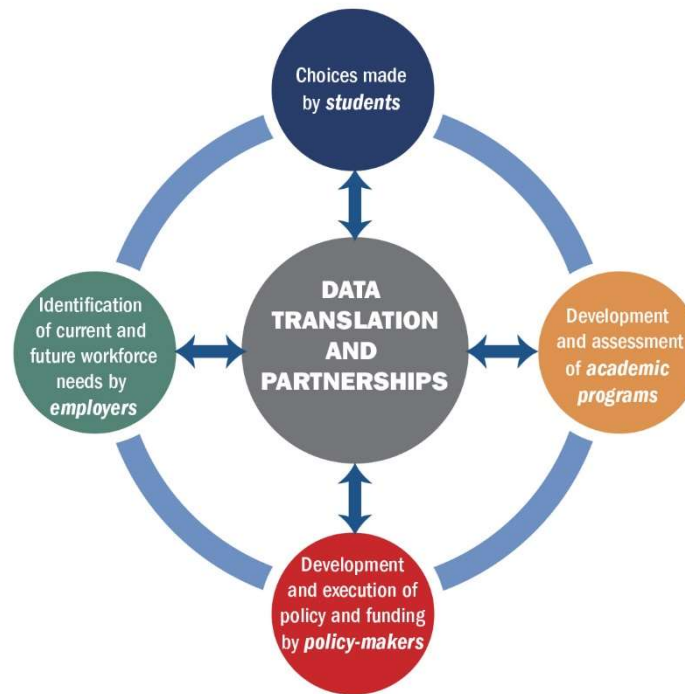 Choices made
by students
Identification
of current and
future workforce
needs by
employers
DATA
TRANSLATION
AND
PARTNERSHIPS
Development
and assessment
of academic
programs
Development
and execution of
policy and funding
by policy-makers